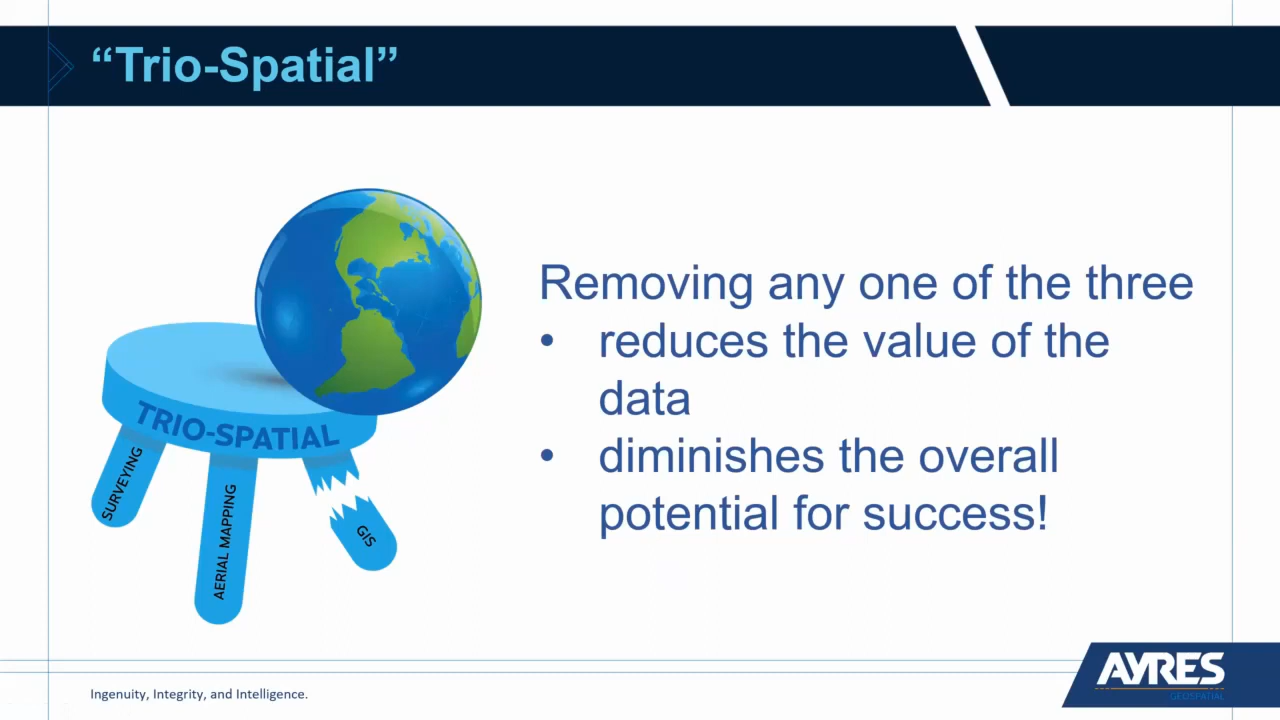 “Trio-Spatial”
Removing any one of the three
• reduces the value of the
data
• diminishes the overall
potential for success!
TRIO-SPATIAL
SURVEYING
AERIAL MAPPING
GIS
Ingenuity, Integrity, and Intelligence.
AYRES
GEOSPATIAL